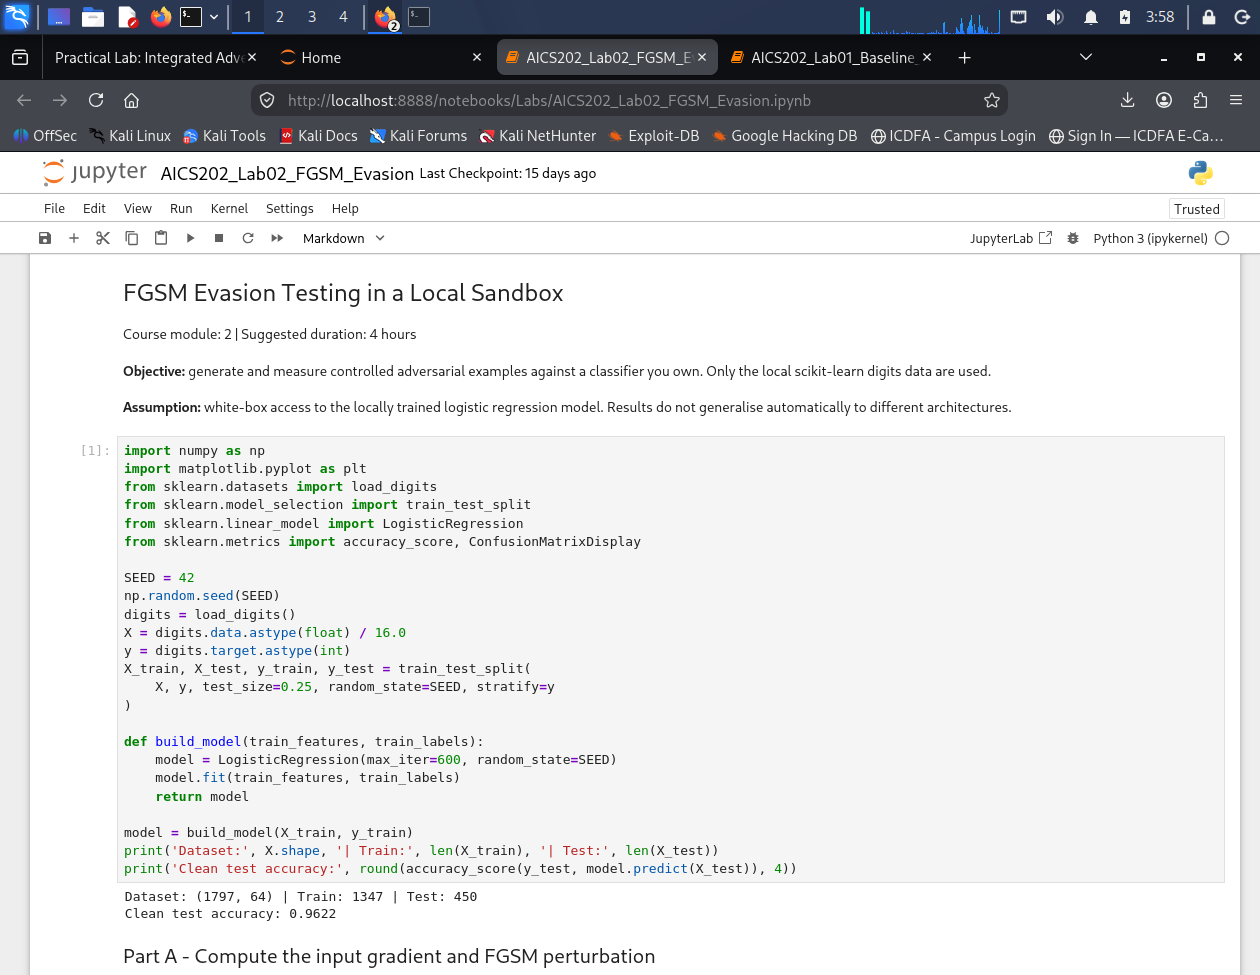 1 2 3 4 2 3:58
Practical Lab: Integrated Adve Home AICS202_Lab02_FGSM_E AICS202_Lab01_Baseline_
http://localhost:8888/notebooks/Labs/AICS202_Lab02_FGSM_Evasion.ipynb
OffSec Kali Linux Kali Tools Kali Docs Kali Forums Kali NetHunter Exploit-DB Google Hacking DB ICDFA - Campus Login Sign In — ICDFA E-Ca…
jupyter AICS202_Lab02_FGSM_Evasion Last Checkpoint: 15 days ago
File Edit View Run Kernel Settings Help Trusted
Markdown JupyterLab Python 3 (ipykernel)
FGSM Evasion Testing in a Local Sandbox
Course module: 2 | Suggested duration: 4 hours
Objective: generate and measure controlled adversarial examples against a classifier you own. Only the local scikit-learn digits data are used.
Assumption: white-box access to the locally trained logistic regression model. Results do not generalise automatically to different architectures.
[1]: import numpy as np
import matplotlib.pyplot as plt
from sklearn.datasets import load_digits
from sklearn.model_selection import train_test_split
from sklearn.linear_model import LogisticRegression
from sklearn.metrics import accuracy_score, ConfusionMatrixDisplay
SEED = 42
np.random.seed(SEED)
digits = load_digits()
X = digits.data.astype(float) / 16.0
y = digits.target.astype(int)
X_train, X_test, y_train, y_test = train_test_split(
    X, y, test_size=0.25, random_state=SEED, stratify=y
)
def build_model(train_features, train_labels):
    model = LogisticRegression(max_iter=600, random_state=SEED)
    model.fit(train_features, train_labels)
    return model
model = build_model(X_train, y_train)
print('Dataset:', X.shape, '| Train:', len(X_train), '| Test:', len(X_test))
print('Clean test accuracy:', round(accuracy_score(y_test, model.predict(X_test)), 4))
Dataset: (1797, 64) | Train: 1347 | Test: 450
Clean test accuracy: 0.9622
Part A - Compute the input gradient and FGSM perturbation